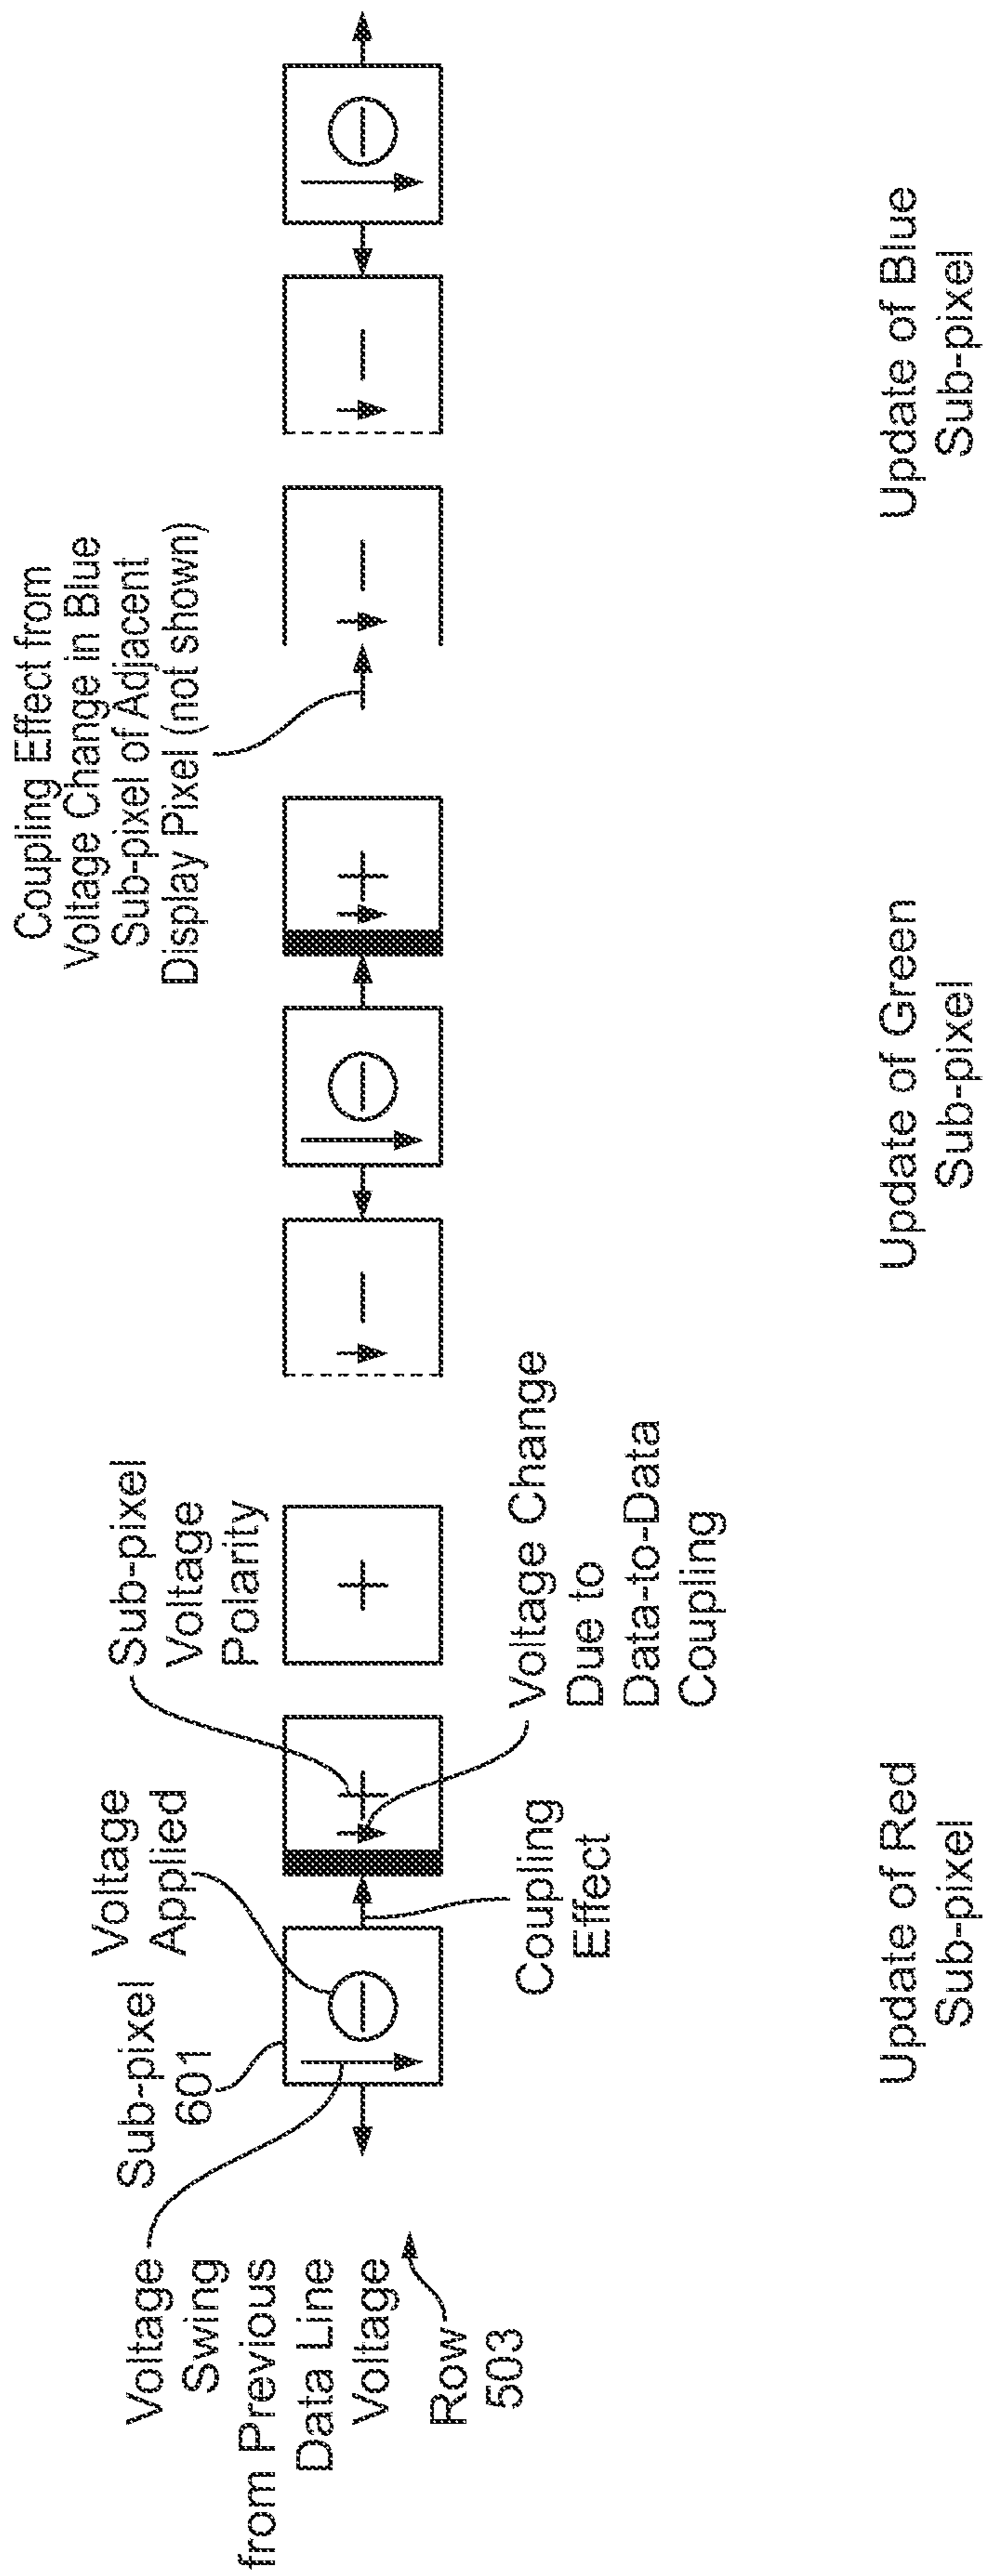 Voltage
Swing
from Previous
Data Line
Voltage
Row
503
Sub-pixel
601
Voltage
Applied
Sub-pixel
Voltage
Polarity
Coupling
Effect
Voltage Change
Due to
Data-to-Data
Coupling
Coupling Effect from
Voltage Change in Blue
Sub-pixel of Adjacent
Display Pixel (not shown)
Update of Red
Sub-pixel
Update of Green
Sub-pixel
Update of Blue
Sub-pixel